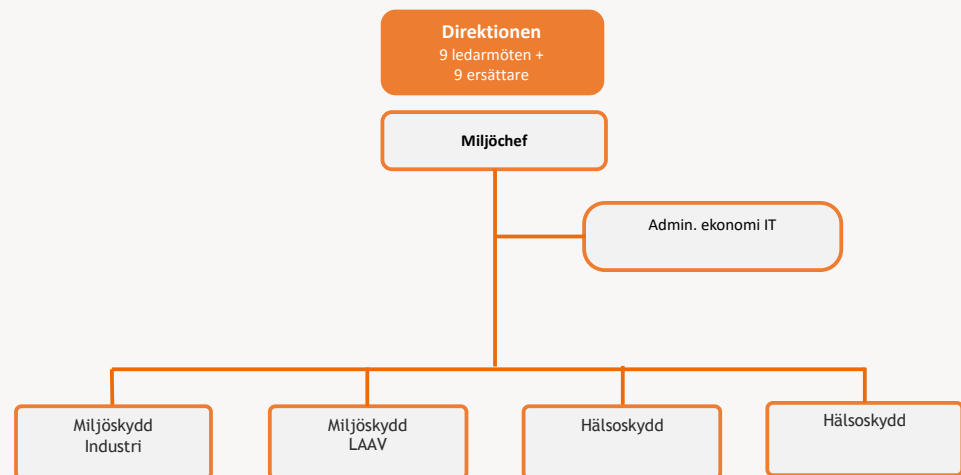 Direktionen
9 ledarmöten +
9 ersättare
Miljöchef
Admin. ekonomi IT
Miljöskydd
Industri
Miljöskydd
LAAV
Hälsoskydd
Hälsoskydd